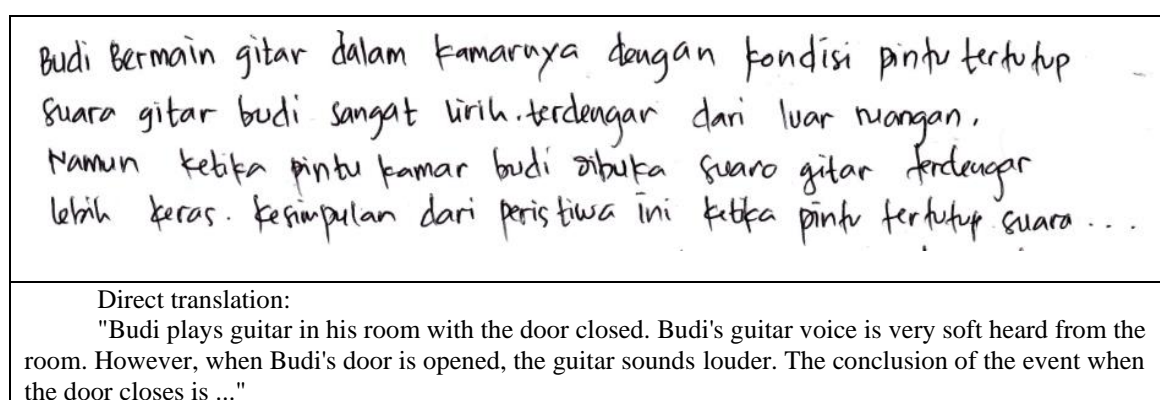 Budi Bermain gitar dalam kamarnya dengan kondisi pintu tertutup
suara gitar budi sangat lirih. terdengar dari luar ruangan.
Namun ketika pintu kamar budi dibuka suara gitar terdengar
lebih keras. Kesimpulan dari peristiwa ini ketika pintu tertutup suara ...
Direct translation:
"Budi plays guitar in his room with the door closed. Budi's guitar voice is very soft heard from the
room. However, when Budi's door is opened, the guitar sounds louder. The conclusion of the event when
the door closes is ..."